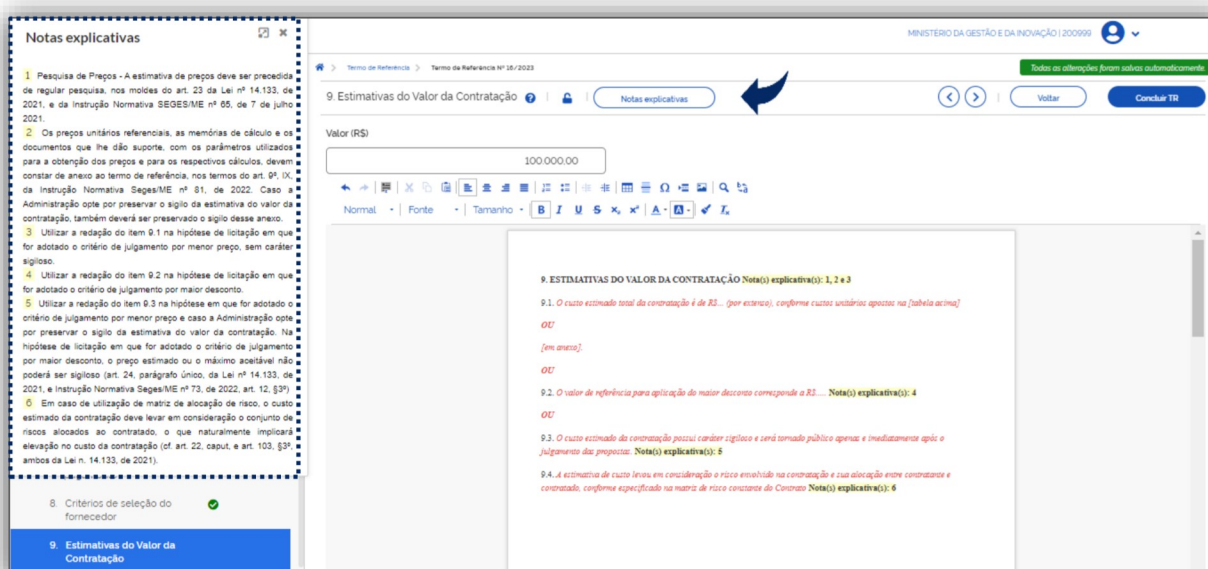 Notas explicativas
1 Pesquisa de Preços - A estimativa de preços deve ser precedida
de regular pesquisa, nos moldes do art. 23 da Lei nº 14.133, de
2021, e da Instrução Normativa SEGES/ME nº 65, de 7 de julho
2021.
2 Os preços unitários referenciais, as memórias de cálculo e os
documentos que lhe dão suporte, com os parâmetros utilizados
para a obtenção dos preços e para os respectivos cálculos, devem
constar de anexo ao termo de referência, nos termos do art. 9º, IX,
da Instrução Normativa Seges/ME nº 81, de 2022. Caso a
Administração opte por preservar o sigilo da estimativa do valor da
contratação, também deverá ser preservado o sigilo desse anexo.
3 Utilizar a redação do item 9.1 na hipótese de licitação em que
for adotado o critério de julgamento por menor preço, sem caráter
sigiloso.
4 Utilizar a redação do item 9.2 na hipótese de licitação em que
for adotado o critério de julgamento por maior desconto.
5 Utilizar a redação do item 9.3 na hipótese em que for adotado o
critério de julgamento por menor preço e caso a Administração opte
por preservar o sigilo da estimativa do valor da contratação. Na
hipótese de licitação em que for adotado o critério de julgamento
por maior desconto, o preço estimado ou o máximo aceitável não
poderá ser sigiloso (art. 24, parágrafo único, da Lei nº 14.133, de
2021, e Instrução Normativa Seges/ME nº 73, de 2022, art. 12, §3º)
6 Em caso de utilização de matriz de alocação de risco, o custo
estimado da contratação deve levar em consideração o conjunto de
riscos alocados ao contratado, o que naturalmente implicará
elevação no custo da contratação (cf. art. 22, caput, e art. 103, §3º,
ambos da Lei n. 14.133, de 2021).
8. Critérios de seleção do
fornecedor
9. Estimativas do Valor da
Contratação
MINISTÉRIO DA GESTÃO E DA INOVAÇÃO | 200999
Termo de Referência > Termo de Referência Nº 16/2023
Todas as alterações foram salvas automaticamente
9. Estimativas do Valor da Contratação
Notas explicativas
Voltar
Concluir TR
Valor (R$)
100.000,00
Normal Fonte Tamanho B I U S x₂ x² A A Tx
9. ESTIMATIVAS DO VALOR DA CONTRATAÇÃO Nota(s) explicativa(s): 1, 2 e 3
9.1. O custo estimado total da contratação é de R$... (por extenso), conforme custos unitários apostos na [tabela acima]
OU
[em anexo].
OU
9.2. O valor de referência para aplicação do maior desconto corresponde a R$..... Nota(s) explicativa(s): 4
OU
9.3. O custo estimado da contratação possui caráter sigiloso e será tornado público apenas e imediatamente após o
julgamento das propostas. Nota(s) explicativa(s): 5
9.4. A estimativa de custo levou em consideração o risco envolvido na contratação e sua alocação entre contratante e
contratado, conforme especificado na matriz de risco constante do Contrato Nota(s) explicativa(s): 6